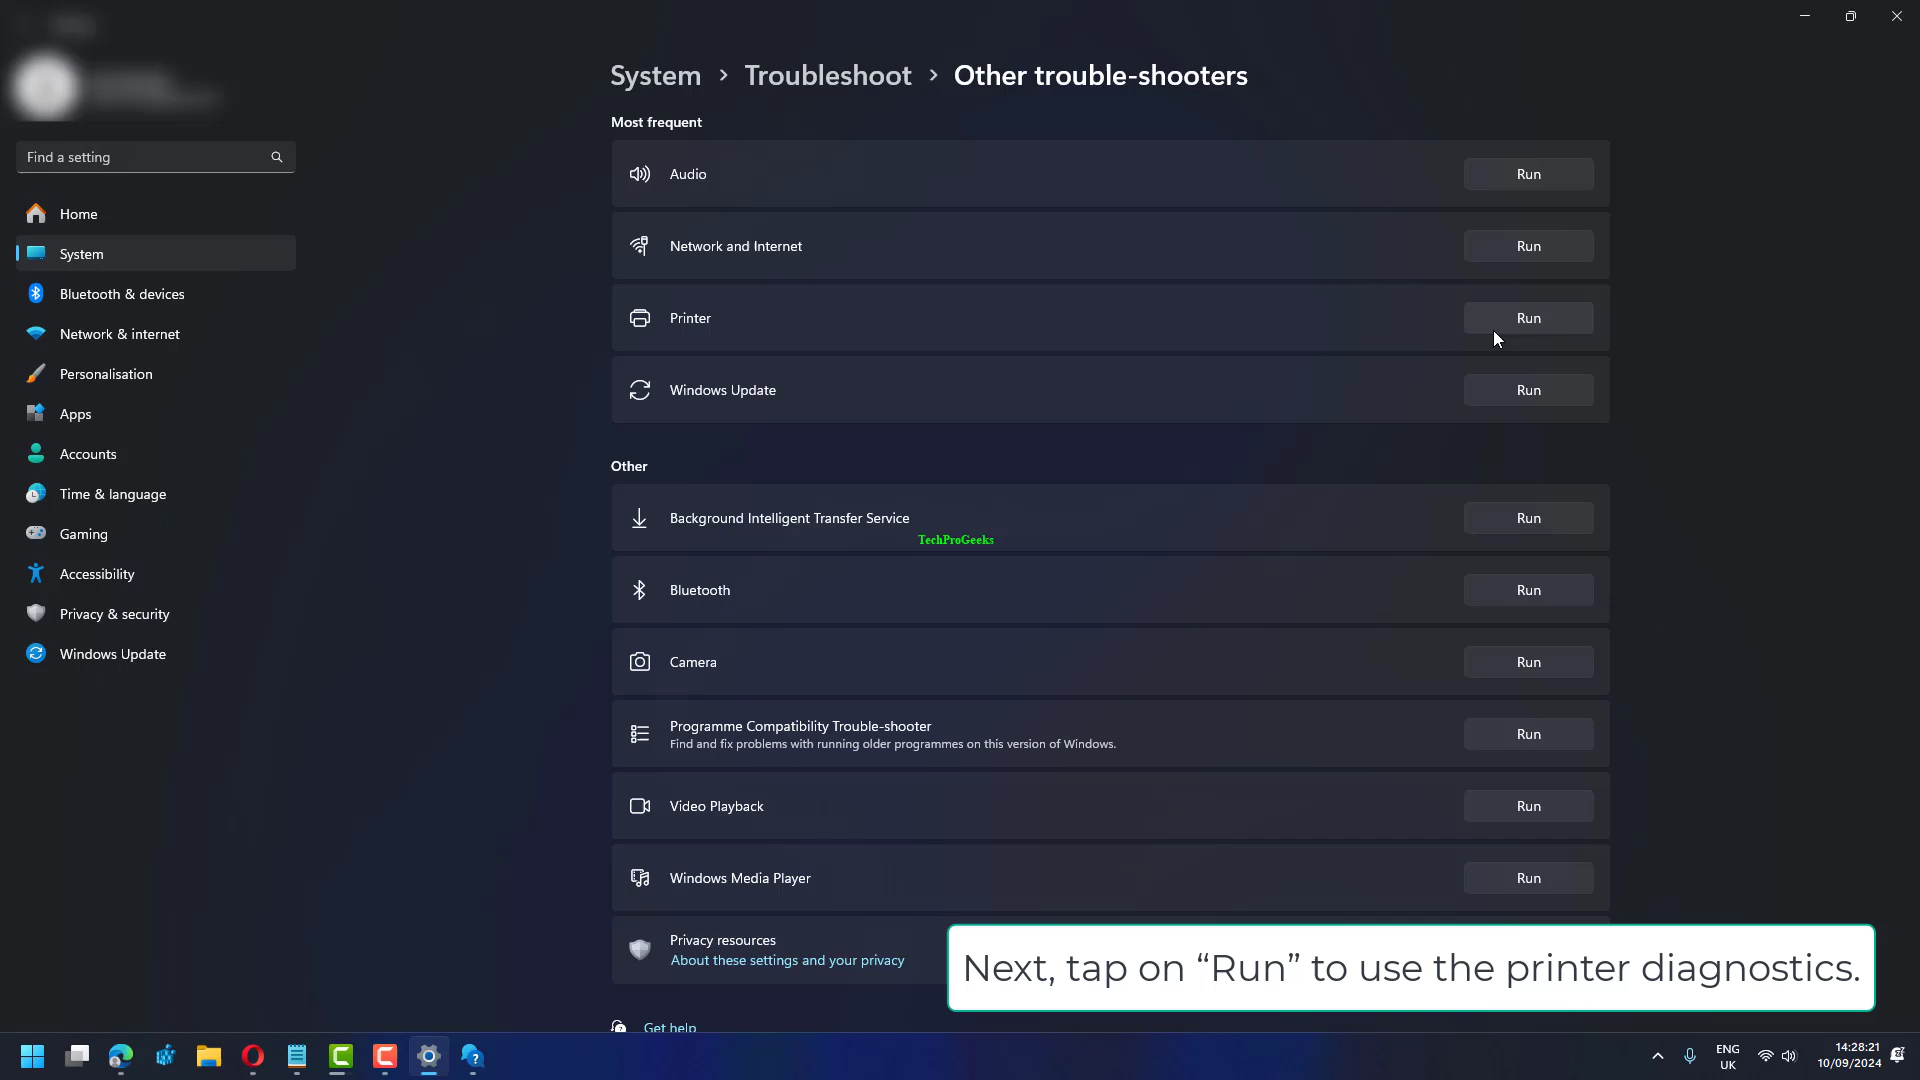 System > Troubleshoot > Other trouble-shooters
Most frequent
Find a setting
Audio
Run
Network and Internet
Run
Printer
Run
Windows Update
Run
Home
System
Bluetooth & devices
Network & internet
Personalisation
Apps
Accounts
Time & language
Gaming
Accessibility
Privacy & security
Windows Update
Other
Background Intelligent Transfer Service
Run
TechProGeeks
Bluetooth
Run
Camera
Run
Programme Compatibility Trouble-shooter
Find and fix problems with running older programmes on this version of Windows.
Run
Video Playback
Run
Windows Media Player
Run
Privacy resources
About these settings and your privacy
Next, tap on “Run” to use the printer diagnostics.
Get help
ENG
UK
14:28:21
10/09/2024